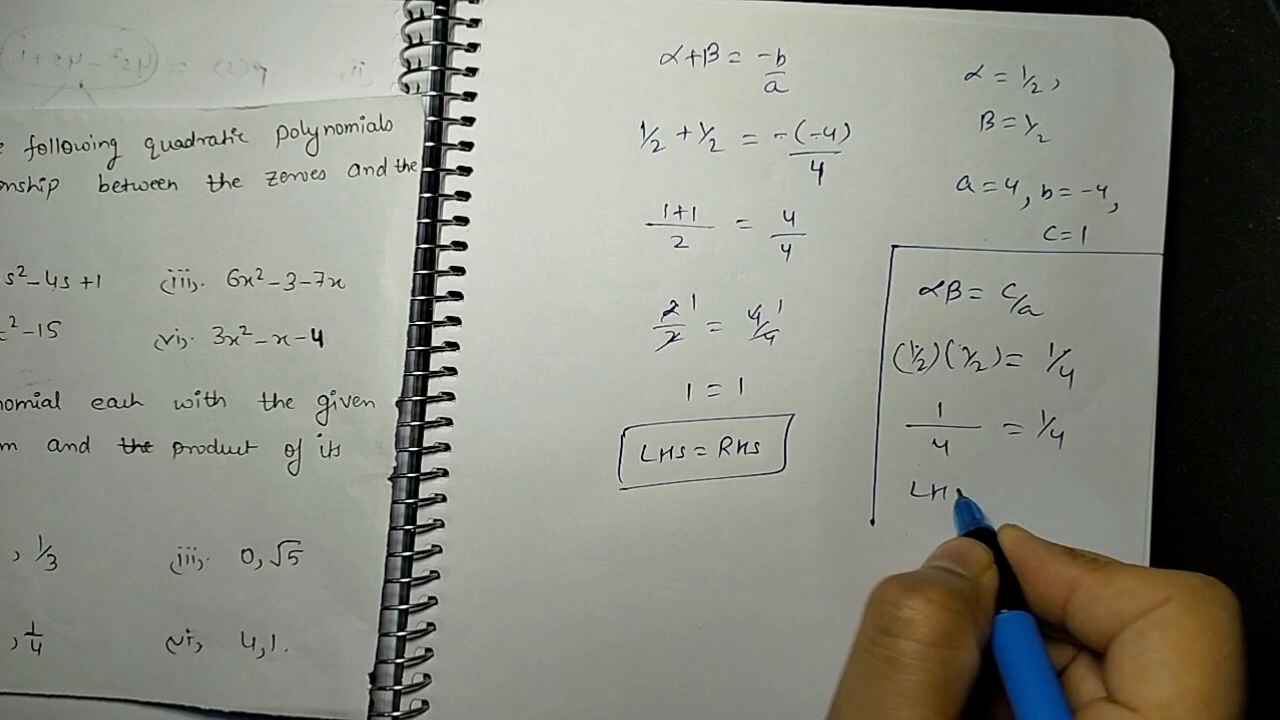 following quadratic polynomials
onship between the zeroes and the
s²-4s+1 (iii). 6x²-3-7x
²-15 (vi). 3x²-x-4
nomial each with the given
m and the product of its
, 1/3 (iii). 0, √5
, 1/4 (vi), 4,1.
α+β = -b/a
1/2 + 1/2 = -(-4)/4
1+1/2 = 4/4
2/2 1 = 4/4 1
1 = 1
LHS = RHS
α = 1/2,
β = 1/2
a=4, b=-4,
c=1
αβ = c/a
(1/2)(1/2) = 1/4
1/4 = 1/4
LH